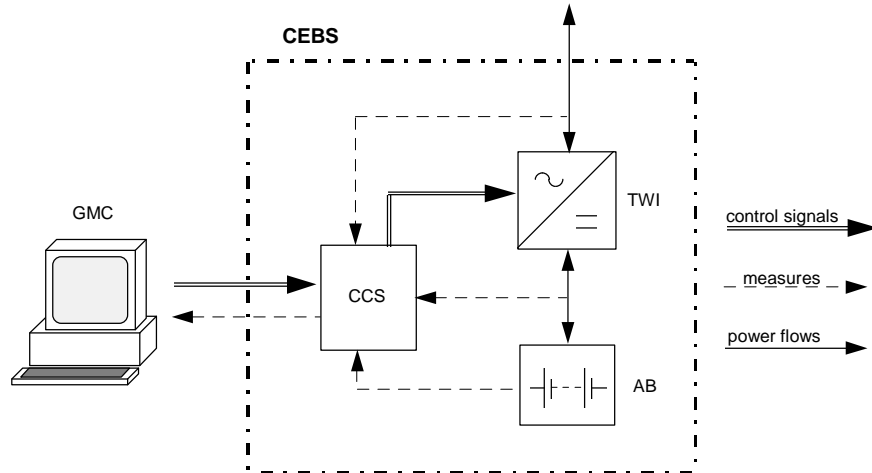 CEBS
TWI
GMC
control signals
CCS
measures
power flows
AB